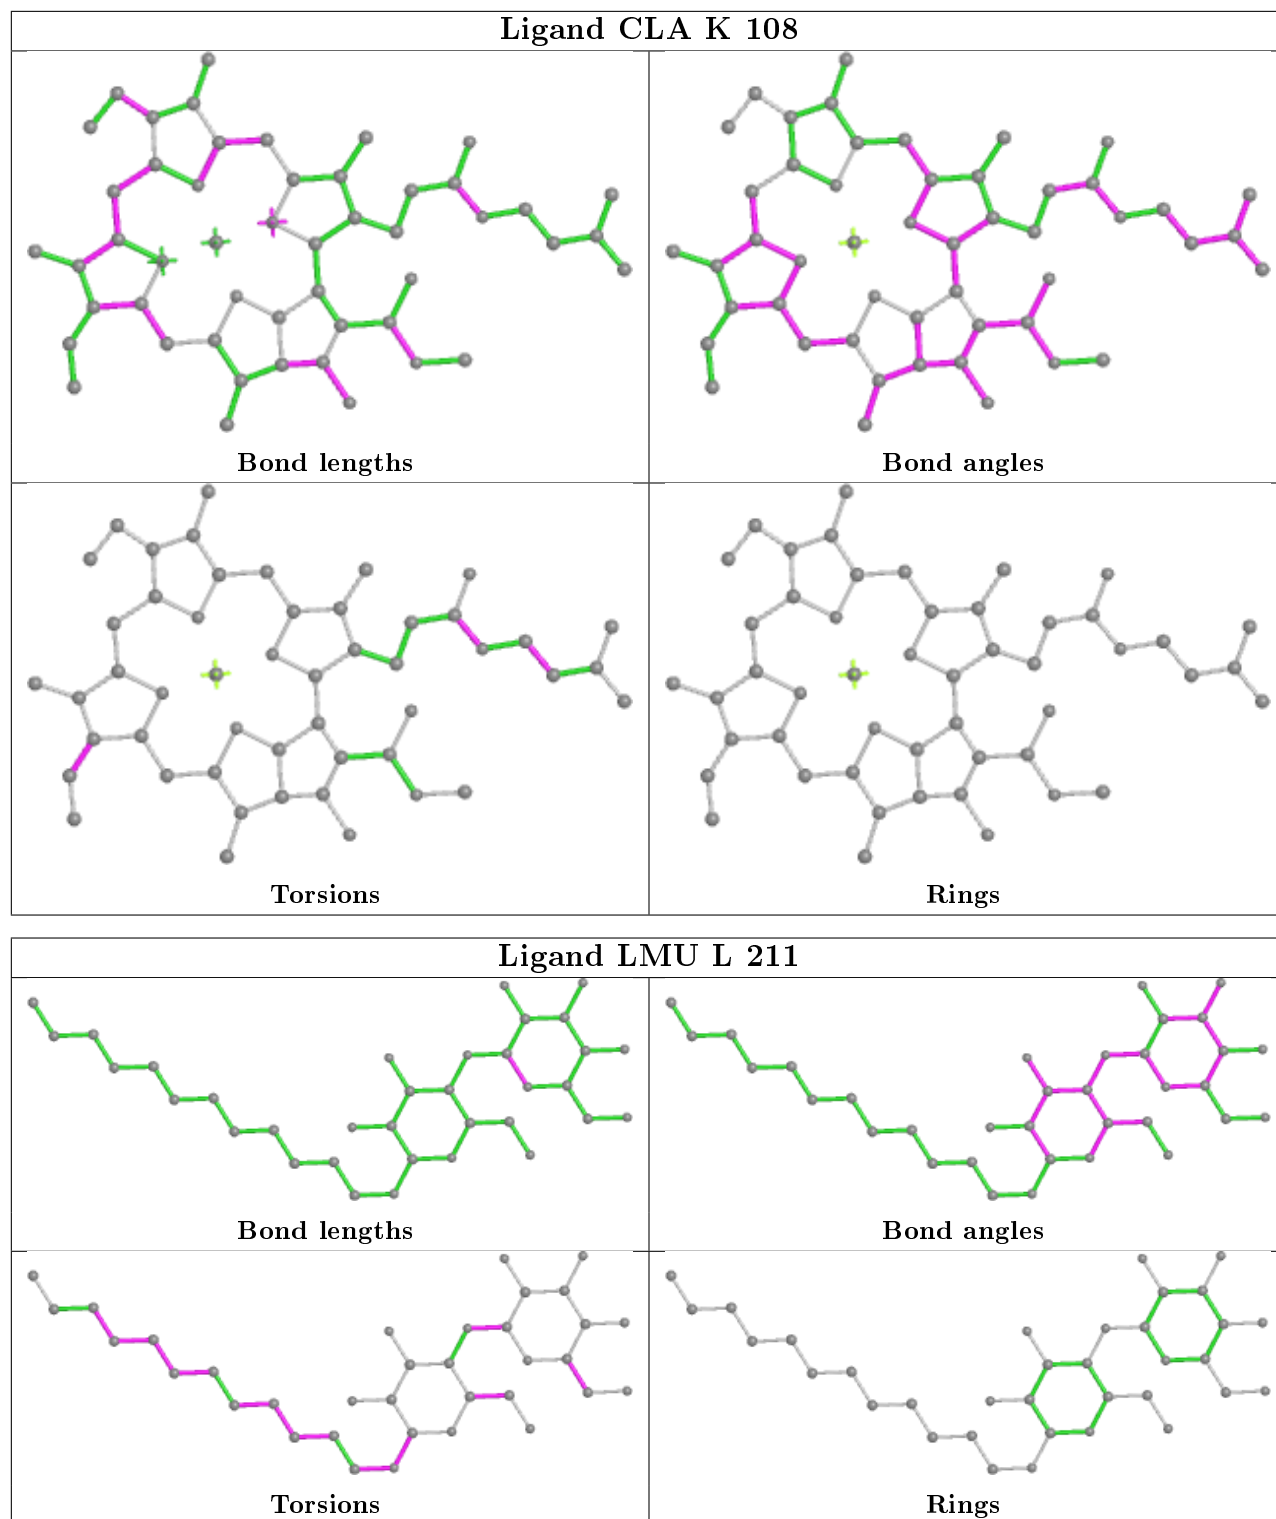 Ligand CLA K 108
Bond lengths
Bond angles
Torsions
Rings
Ligand LMU L 211
Bond lengths
Bond angles
Torsions
Rings